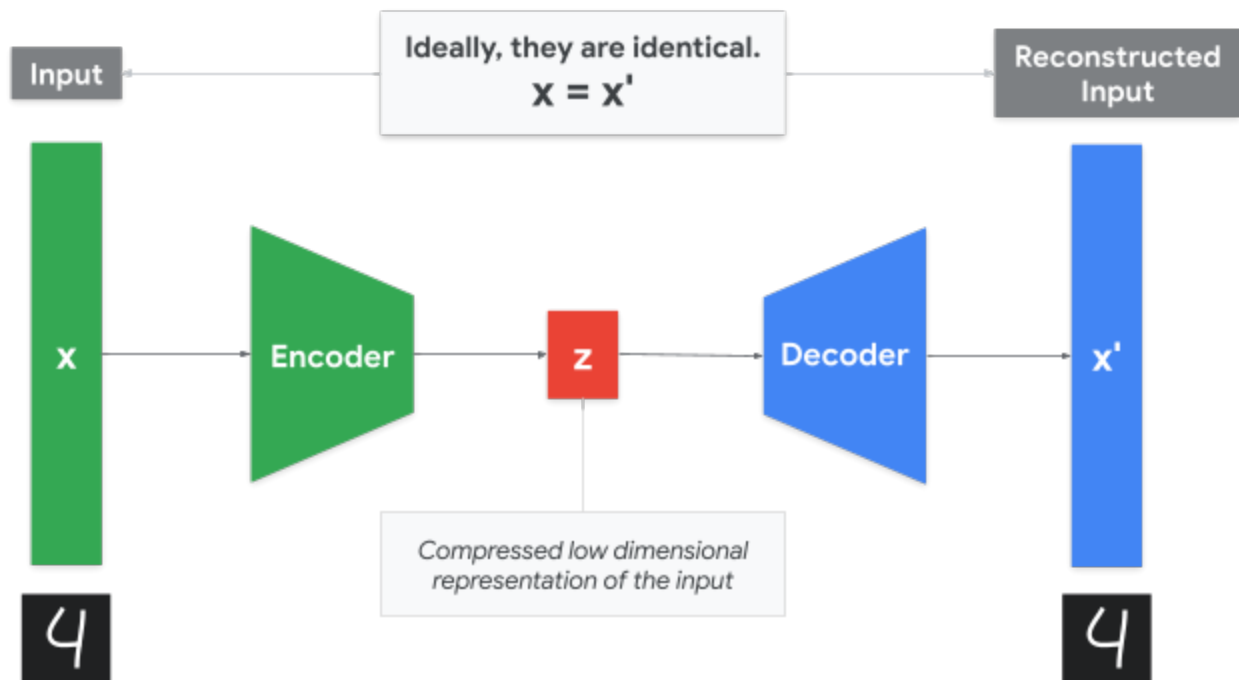 Ideally, they are identical.
x = x'
Input
Reconstructed
Input
x
Encoder
z
Decoder
x'
Compressed low dimensional
representation of the input
4
4